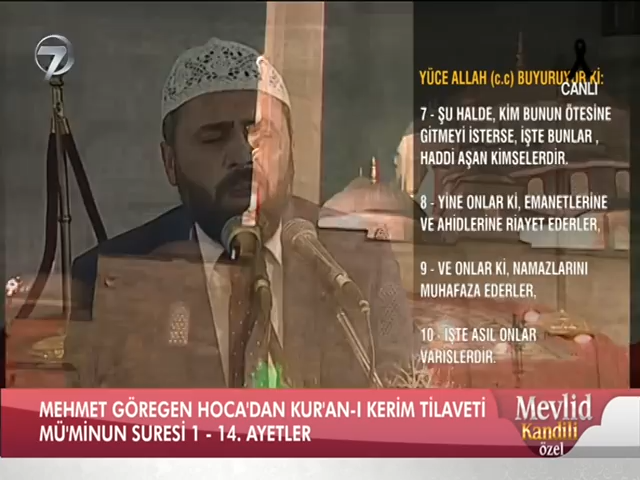 7
YÜCE ALLAH (c.c) BUYURUYOR Kİ:
CANLI
7 - ŞU HALDE, KİM BUNUN ÖTESİNE
GİTMEYİ İSTERSE, İŞTE BUNLAR ,
HADDİ AŞAN KİMSELERDİR.
8 - YİNE ONLAR Kİ, EMANETLERİNE
VE AHİDLERİNE RİAYET EDERLER,
9 - VE ONLAR Kİ, NAMAZLARINI
MUHAFAZA EDERLER,
10 - İŞTE ASIL ONLAR
VARİSLERDİR.
MEHMET GÖREGEN HOCA'DAN KUR'AN-I KERİM TİLAVETİ
MÜ'MİNUN SURESİ 1 - 14. AYETLER
Mevlid
Kandili
özel